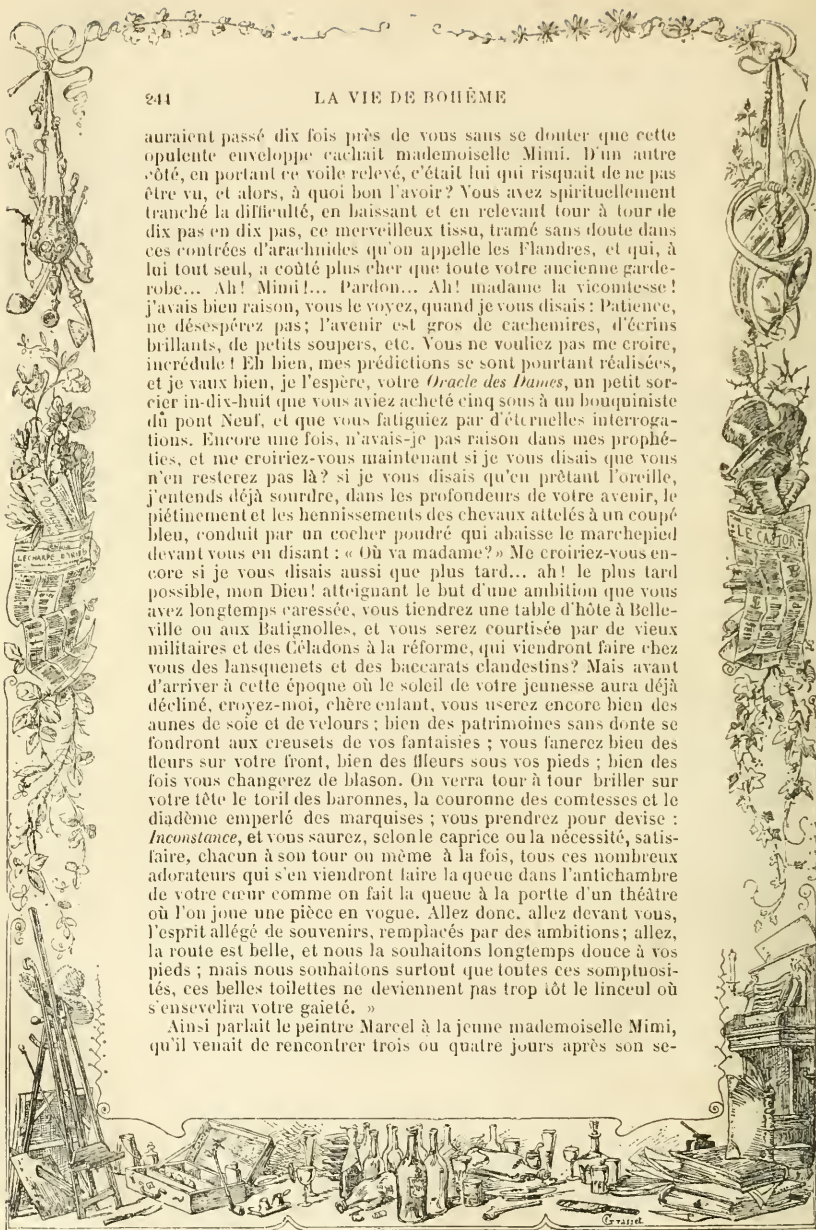 244 LA VIE DE BOHÊME
auraient passé dix fois près de vous sans se douter que cette
opulente enveloppe cachait mademoiselle Mimi. D'un autre
côté, en portant ce voile relevé, c'était lui qui risquait de ne pas
être vu, et alors, à quoi bon l'avoir? Vous avez spirituellement
tranché la difficulté, en baissant et en relevant tour à tour de
dix pas en dix pas, ce merveilleux tissu, tramé sans doute dans
ces contrées d'arachnides qu'on appelle les Flandres, et qui, à
lui tout seul, a coûté plus cher que toute votre ancienne garde-
robe... Ah! Mimi!... Pardon... Ah! madame la vicomtesse!
j'avais bien raison, vous le voyez, quand je vous disais : Patience,
ne désespérez pas; l'avenir est gros de cachemires, d'écrins
brillants, de petits soupers, etc. Vous ne vouliez pas me croire,
incrédule! Eh bien, mes prédictions se sont pourtant réalisées,
et je vaux bien, je l'espère, votre Oracle des Dames, un petit sor-
cier in-dix-huit que vous aviez acheté cinq sous à un bouquiniste
dû pont Neuf, et que vous fatiguiez par d'éternelles interroga-
tions. Encore une fois, n'avais-je pas raison dans mes prophé-
ties, et me croiriez-vous maintenant si je vous disais que vous
n'en resterez pas là? si je vous disais qu'en prêtant l'oreille,
j'entends déjà sourdre, dans les profondeurs de votre avenir, le
piétinement et les hennissements des chevaux attelés à un coupé
bleu, conduit par un cocher poudré qui abaisse le marchepied
devant vous en disant : « Où va madame?» Me croiriez-vous en-
core si je vous disais aussi que plus tard... ah! le plus tard
possible, mon Dieu! atteignant le but d'une ambition que vous
avez longtemps caressée, vous tiendrez une table d'hôte à Belle-
ville ou aux Batignolles, et vous serez courtisée par de vieux
militaires et des Céladons à la réforme, qui viendront faire chez
vous des lansquenets et des baccarats clandestins? Mais avant
d'arriver à cette époque où le soleil de votre jeunesse aura déjà
décliné, croyez-moi, chère enfant, vous userez encore bien des
aunes de soie et de velours ; bien des patrimoines sans doute se
fondront aux creusets de vos fantaisies ; vous fanerez bien des
fleurs sur votre front, bien des fleurs sous vos pieds ; bien des
fois vous changerez de blason. On verra tour à tour briller sur
votre tête le toril des baronnes, la couronne des comtesses et le
diadème emperlé des marquises ; vous prendrez pour devise :
Inconstance, et vous saurez, selon le caprice ou la nécessité, satis-
faire, chacun à son tour ou même à la fois, tous ces nombreux
adorateurs qui s'en viendront faire la queue dans l'antichambre
de votre cœur comme on fait la queue à la portte d'un théâtre
où l'on joue une pièce en vogue. Allez donc, allez devant vous,
l'esprit allégé de souvenirs, remplacés par des ambitions; allez,
la route est belle, et nous la souhaitons longtemps douce à vos
pieds ; mais nous souhaitons surtout que toutes ces somptuosi-
tés, ces belles toilettes ne deviennent pas trop tôt le linceul où
s'ensevelira votre gaieté. »
Ainsi parlait le peintre Marcel à la jeune mademoiselle Mimi,
qu'il venait de rencontrer trois ou quatre jours après son se-
LECHARPE D'IRIS
LE CASTOR
Grasset